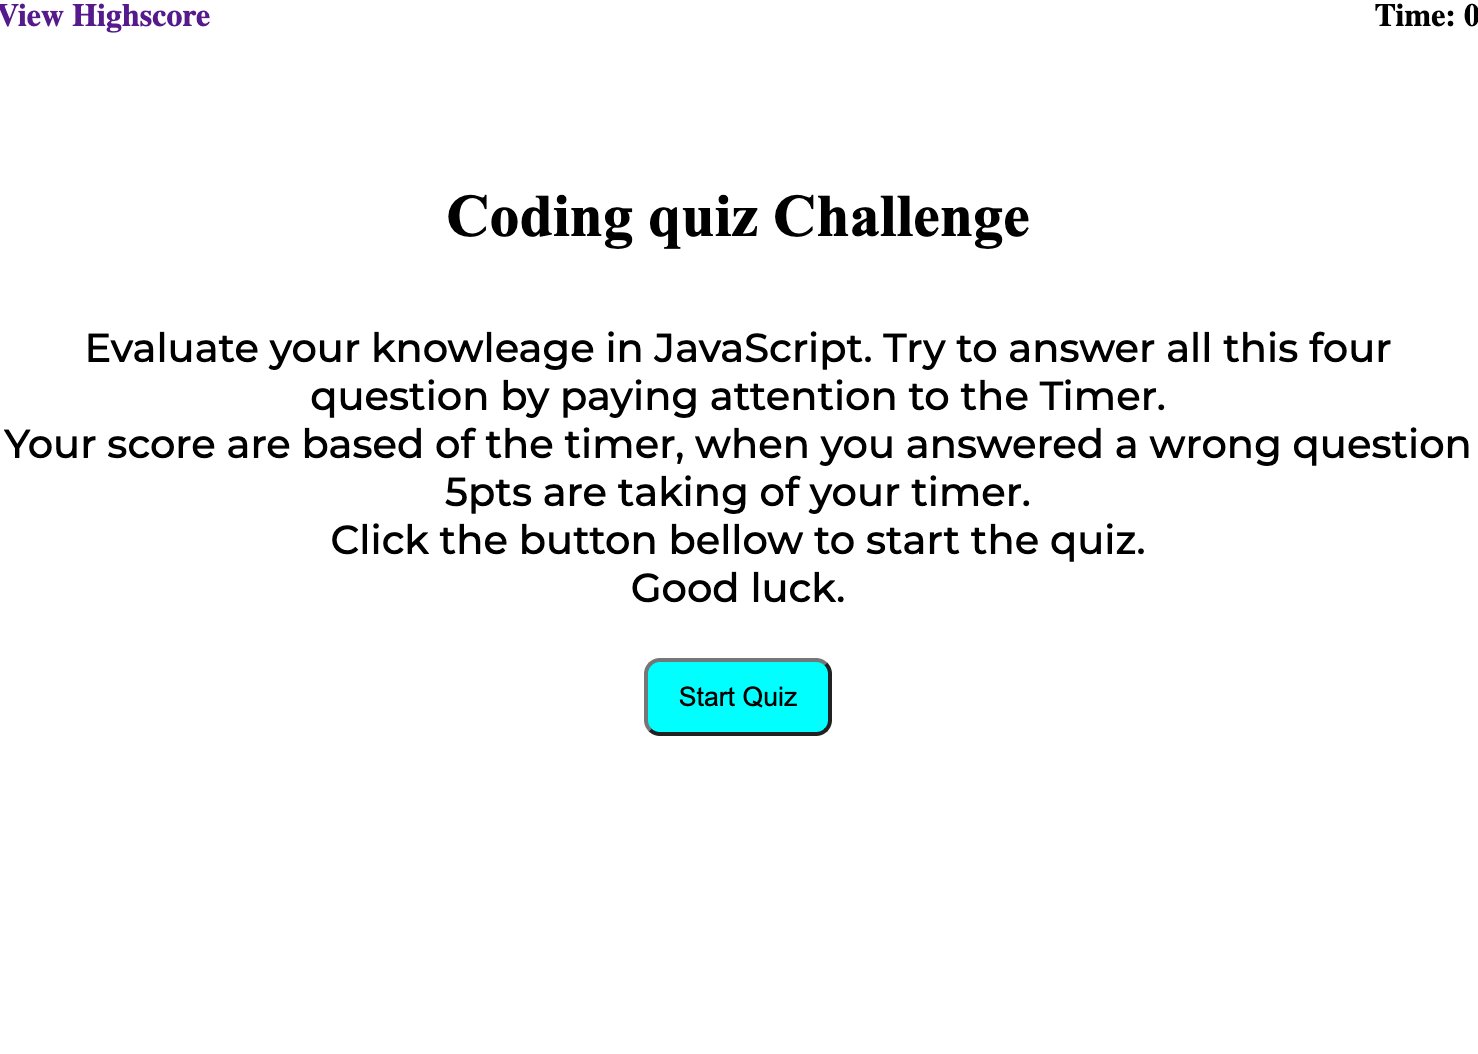 View Highscore
Time: 0
Coding quiz Challenge
Evaluate your knowleage in JavaScript. Try to answer all this four
question by paying attention to the Timer.
Your score are based of the timer, when you answered a wrong question
5pts are taking of your timer.
Click the button bellow to start the quiz.
Good luck.
Start Quiz